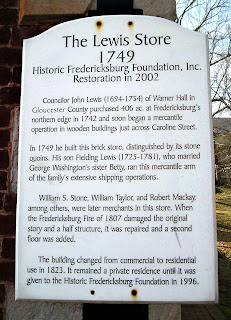 The Lewis Store
1749
Historic Fredericksburg Foundation, Inc.
Restoration in 2002
Councilor John Lewis (1694-1754) of Warner Hall in
Gloucester County purchased 406 ac. at Fredericksburg's
northern edge in 1742 and soon began a mercantile
operation in wooden buildings just across Caroline Street.
In 1749 he built this brick store, distinguished by its stone
quoins. His son Fielding Lewis (1725-1781), who married
George Washington's sister Betty, ran this mercantile arm
of the family's extensive shipping operations.
William S. Stone, William Taylor, and Robert Mackay,
among others, were later merchants in this store. When
the Fredericksburg Fire of 1807 damaged the original
story and a half structure, it was repaired and a second
floor was added.
The building changed from commercial to residential
use in 1823. It remained a private residence until it was
given to the Historic Fredericksburg Foundation in 1996.